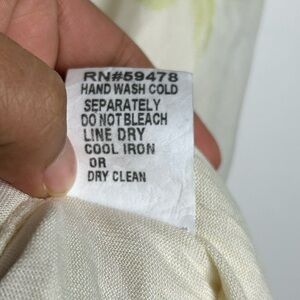 RN#59478
HAND WASH COLD
SEPARATELY
DO NOT BLEACH
LINE DRY
COOL IRON
OR
DRY CLEAN